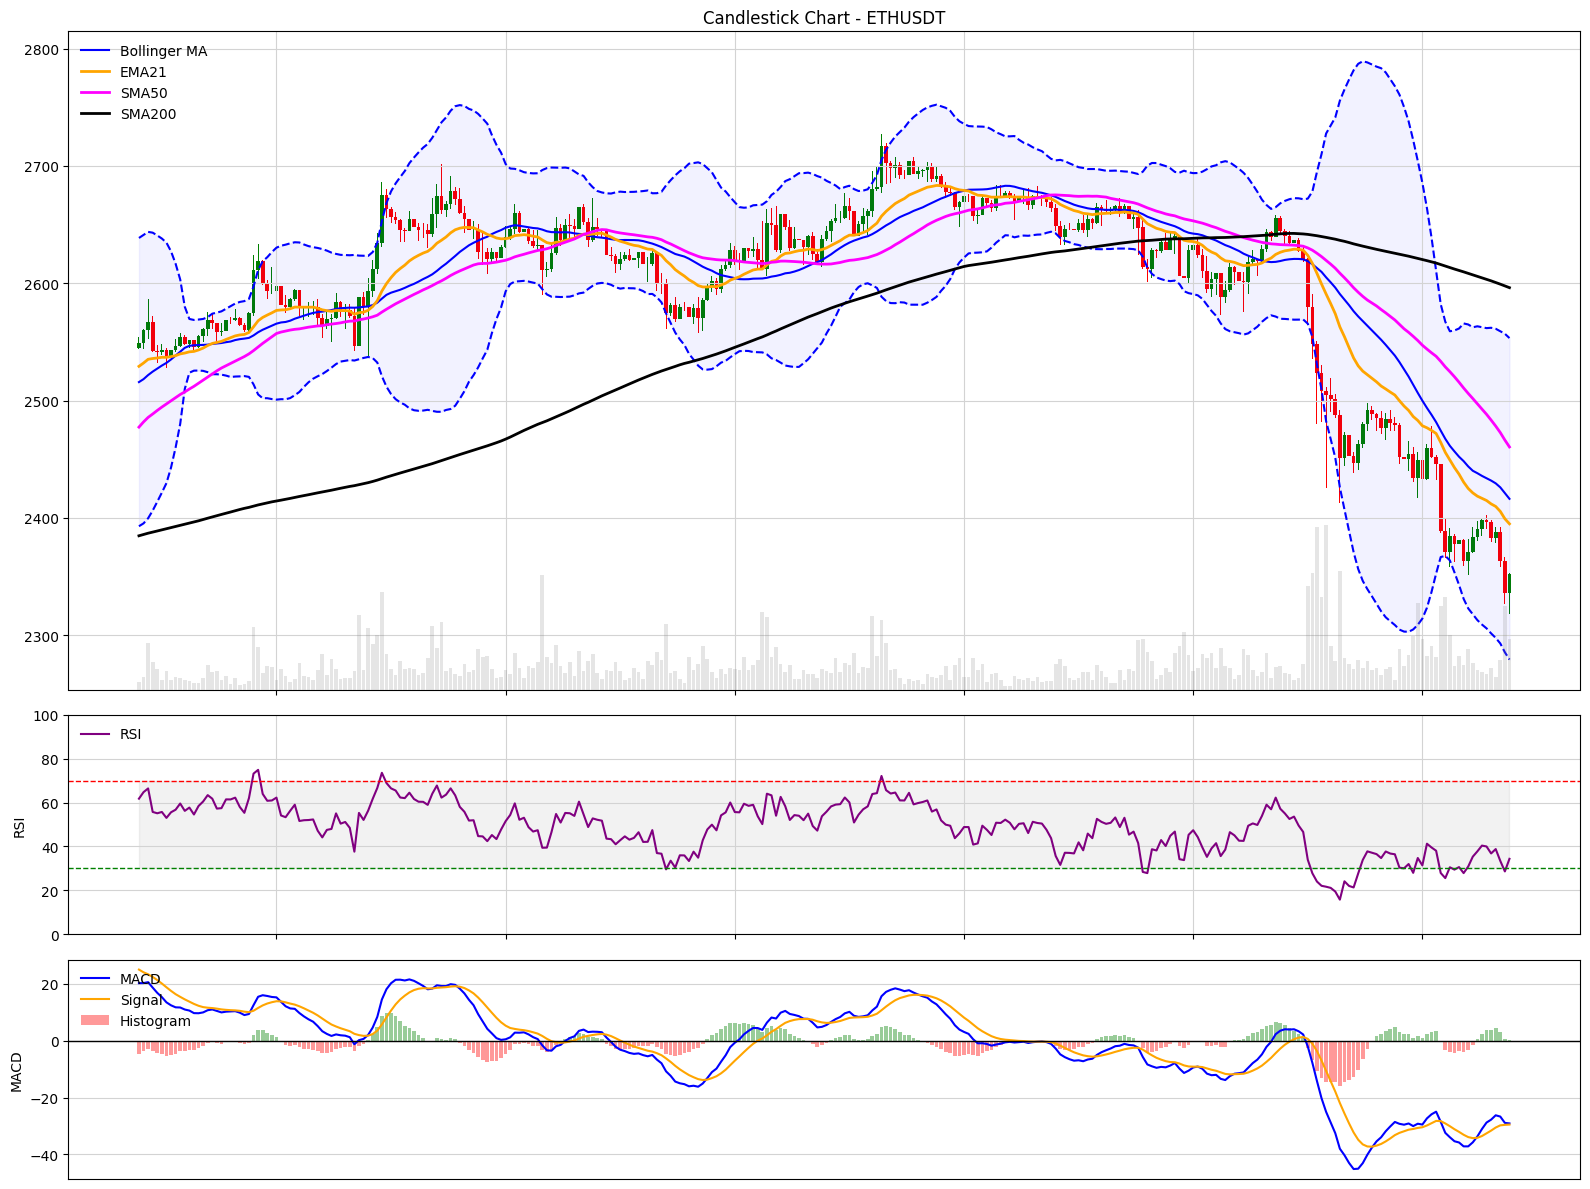 Candlestick Chart - ETHUSDT
Bollinger MA
EMA21
SMA50
SMA200
2800
2700
2600
2500
2400
2300
RSI
RSI
100
80
60
40
20
0
MACD
Signal
Histogram
MACD
20
0
−20
−40